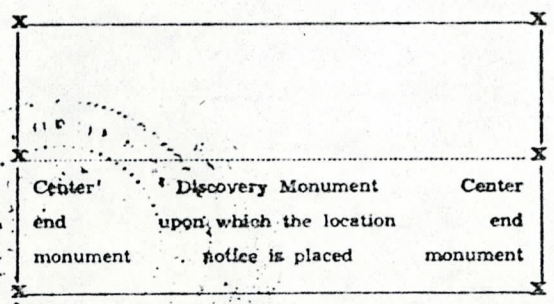 X X
X X
Center Discovery Monument Center
end upon which the location end
monument notice is placed monument
X X